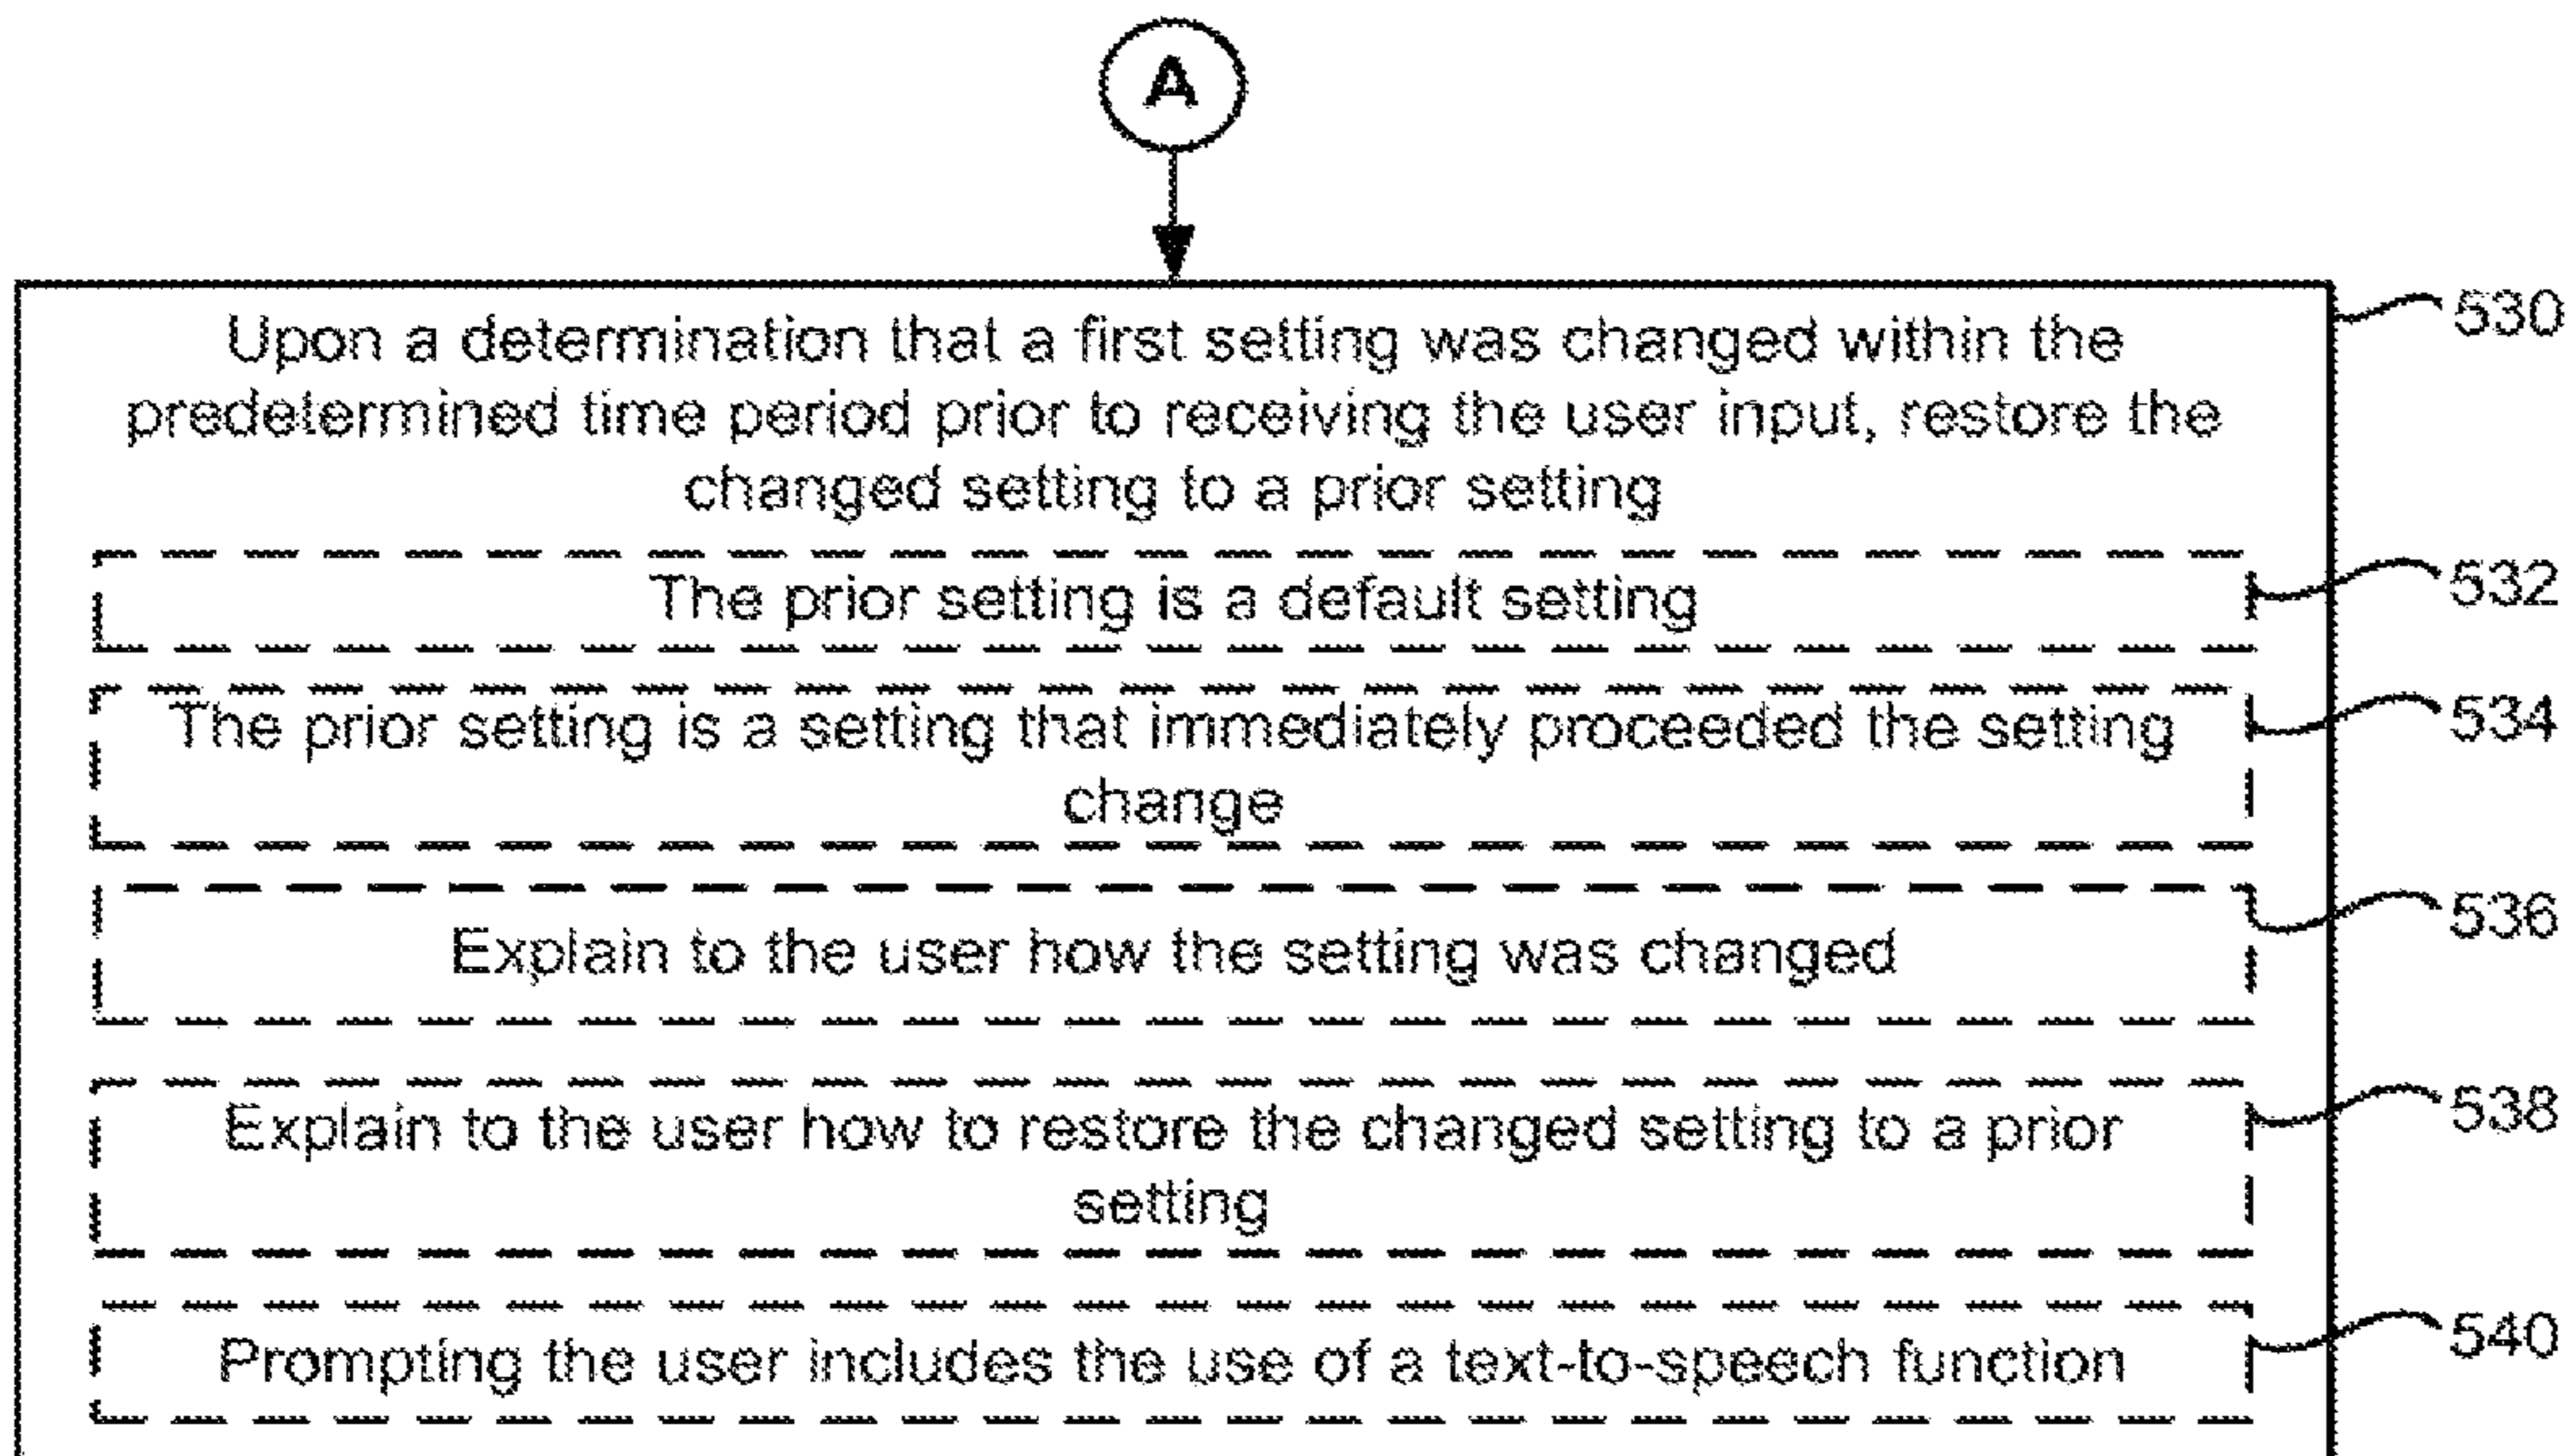 A
Upon a determination that a first setting was changed within the
530
predetermined time period prior to receiving the user input, restore the
changed setting to a prior setting
The prior setting is a default setting
532
The prior setting is a setting that immediately proceeded the setting
534
change
Explain to the user how the setting was changed
536
Explain to the user how to restore the changed setting to a prior
538
setting
Prompting the user includes the use of a text-to-speech function
540